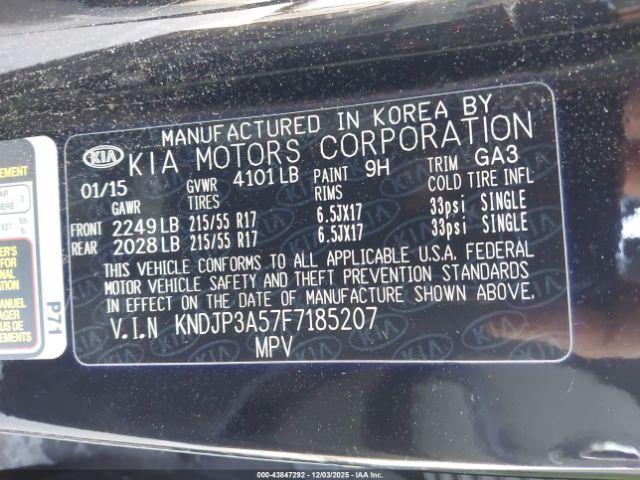 MANUFACTURED IN KOREA BY
KIA KIA MOTORS CORPORATION
01/15 GVWR 4101 LB PAINT 9H TRIM GA3
GAWR TIRES RIMS COLD TIRE INFL
FRONT 2249 LB 215/55 R17 6.5JX17 33psi SINGLE
REAR 2028 LB 215/55 R17 6.5JX17 33psi SINGLE
THIS VEHICLE CONFORMS TO ALL APPLICABLE U.S.A. FEDERAL
MOTOR VEHICLE SAFETY AND THEFT PREVENTION STANDARDS
IN EFFECT ON THE DATE OF MANUFACTURE SHOWN ABOVE.
V.I.N KNDJP3A57F7185207
MPV
P71
IAA - 43847292 - 12/03/2025 - IAAI.COM